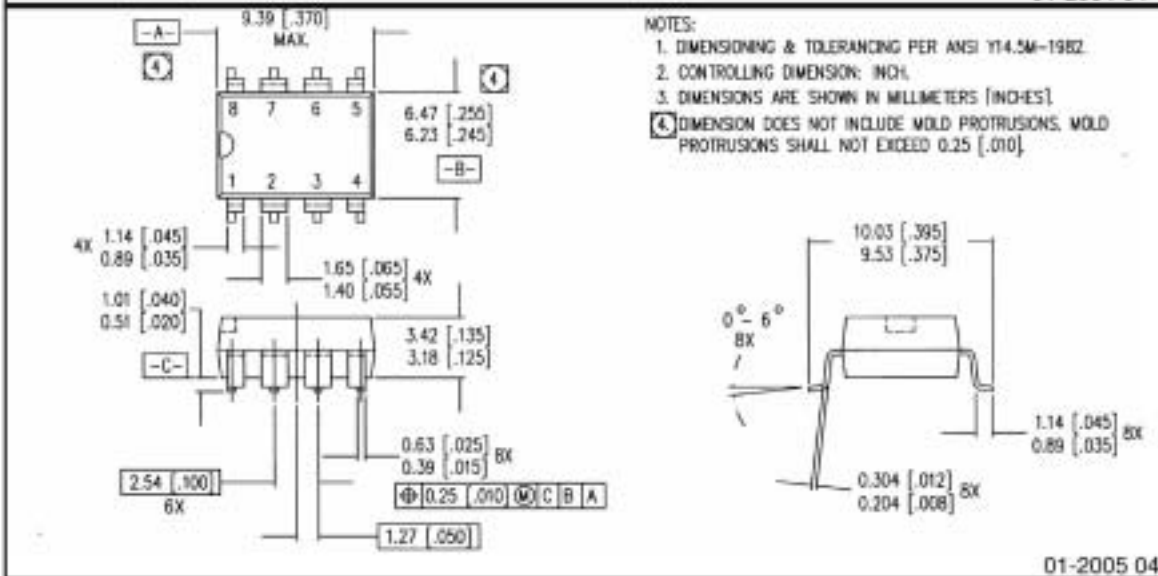 9.39 [.370]
MAX.
-A-
4
4
8 7 6 5
1 2 3 4
6.47 [.255]
6.23 [.245]
-B-
4X 1.14 [.045]
0.89 [.035]
1.65 [.065] 4X
1.40 [.055]
1.01 [.040]
0.51 [.020]
-C-
3.42 [.135]
3.18 [.125]
0.63 [.025] 8X
0.39 [.015]
2.54 [.100]
6X
⌖ 0.25 [.010] Ⓜ C B A
1.27 [.050]
NOTES:
1. DIMENSIONING & TOLERANCING PER ANSI Y14.5M-1982.
2. CONTROLLING DIMENSION: INCH.
3. DIMENSIONS ARE SHOWN IN MILLIMETERS [INCHES].
4. DIMENSION DOES NOT INCLUDE MOLD PROTRUSIONS. MOLD
PROTRUSIONS SHALL NOT EXCEED 0.25 [.010].
10.03 [.395]
9.53 [.375]
0°- 6°
8X
1.14 [.045] 8X
0.89 [.035]
0.304 [.012] 8X
0.204 [.008]
01-2005 04